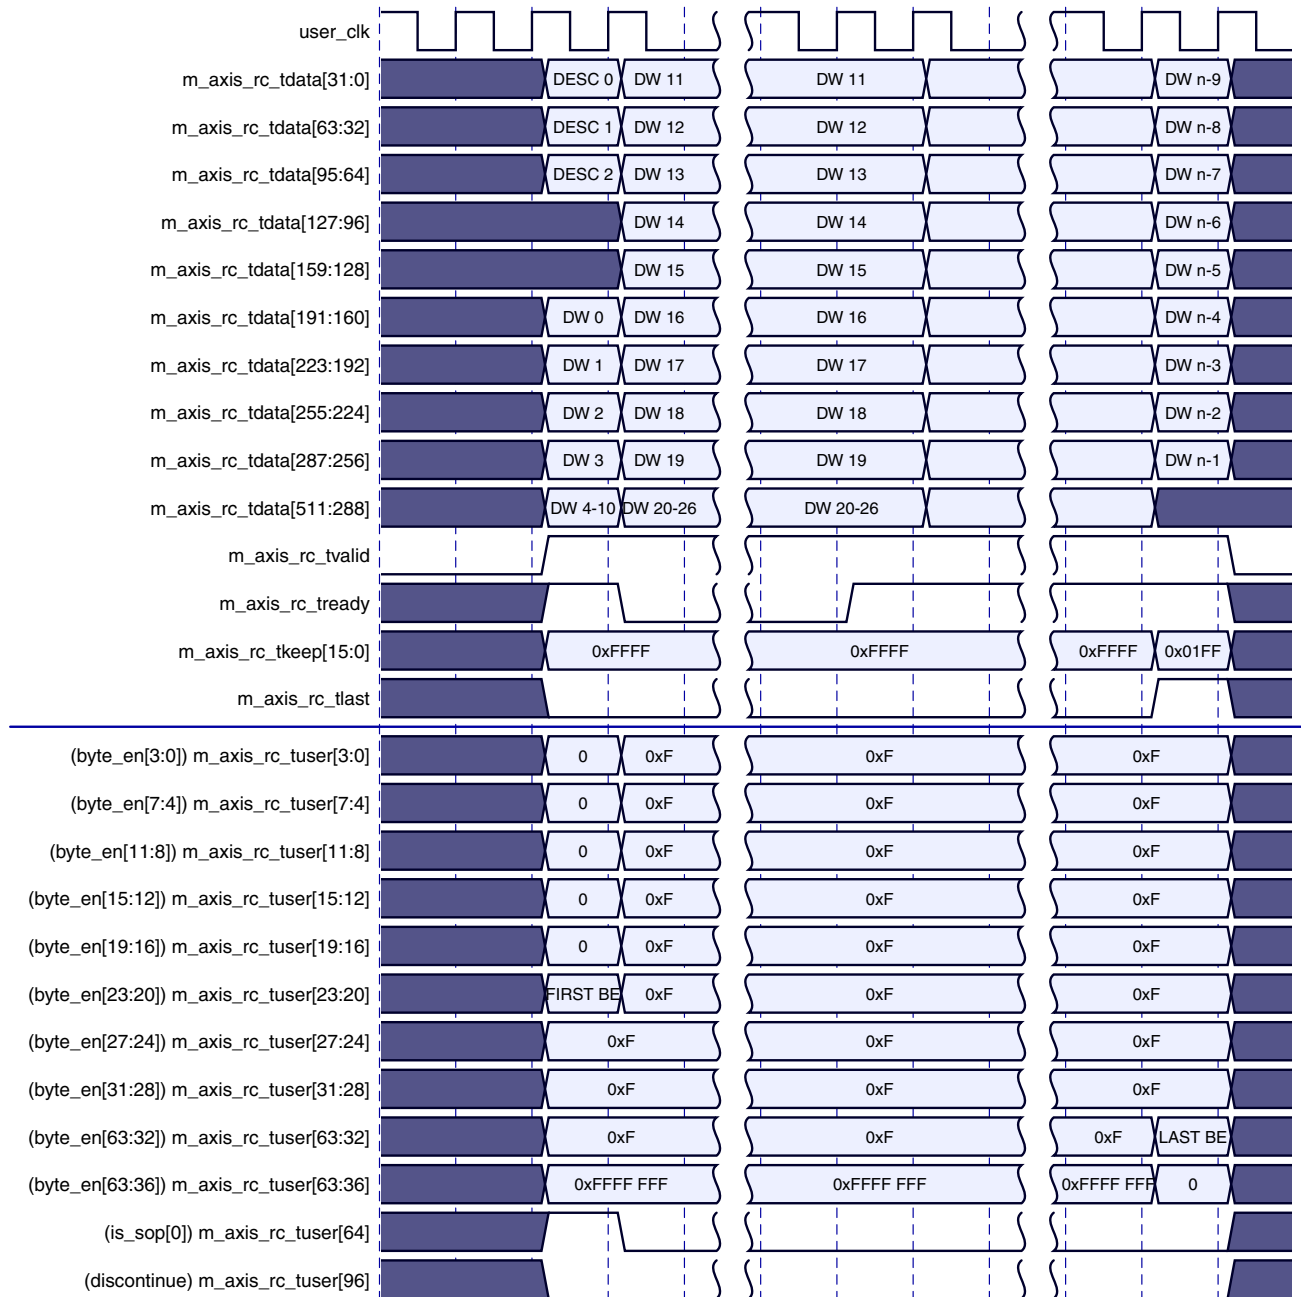 user_clk
m_axis_rc_tdata[31:0] DESC 0 DW 11 DW 11 DW n-9
m_axis_rc_tdata[63:32] DESC 1 DW 12 DW 12 DW n-8
m_axis_rc_tdata[95:64] DESC 2 DW 13 DW 13 DW n-7
m_axis_rc_tdata[127:96] DW 14 DW 14 DW n-6
m_axis_rc_tdata[159:128] DW 15 DW 15 DW n-5
m_axis_rc_tdata[191:160] DW 0 DW 16 DW 16 DW n-4
m_axis_rc_tdata[223:192] DW 1 DW 17 DW 17 DW n-3
m_axis_rc_tdata[255:224] DW 2 DW 18 DW 18 DW n-2
m_axis_rc_tdata[287:256] DW 3 DW 19 DW 19 DW n-1
m_axis_rc_tdata[511:288] DW 4-10 DW 20-26 DW 20-26
m_axis_rc_tvalid
m_axis_rc_tready
m_axis_rc_tkeep[15:0] 0xFFFF 0xFFFF 0xFFFF 0x01FF
m_axis_rc_tlast
(byte_en[3:0]) m_axis_rc_tuser[3:0] 0 0xF 0xF 0xF
(byte_en[7:4]) m_axis_rc_tuser[7:4] 0 0xF 0xF 0xF
(byte_en[11:8]) m_axis_rc_tuser[11:8] 0 0xF 0xF 0xF
(byte_en[15:12]) m_axis_rc_tuser[15:12] 0 0xF 0xF 0xF
(byte_en[19:16]) m_axis_rc_tuser[19:16] 0 0xF 0xF 0xF
(byte_en[23:20]) m_axis_rc_tuser[23:20] FIRST BE 0xF 0xF 0xF
(byte_en[27:24]) m_axis_rc_tuser[27:24] 0xF 0xF 0xF
(byte_en[31:28]) m_axis_rc_tuser[31:28] 0xF 0xF 0xF
(byte_en[63:32]) m_axis_rc_tuser[63:32] 0xF 0xF 0xF LAST BE
(byte_en[63:36]) m_axis_rc_tuser[63:36] 0xFFFF FFF 0xFFFF FFF 0xFFFF FFF 0
(is_sop[0]) m_axis_rc_tuser[64]
(discontinue) m_axis_rc_tuser[96]